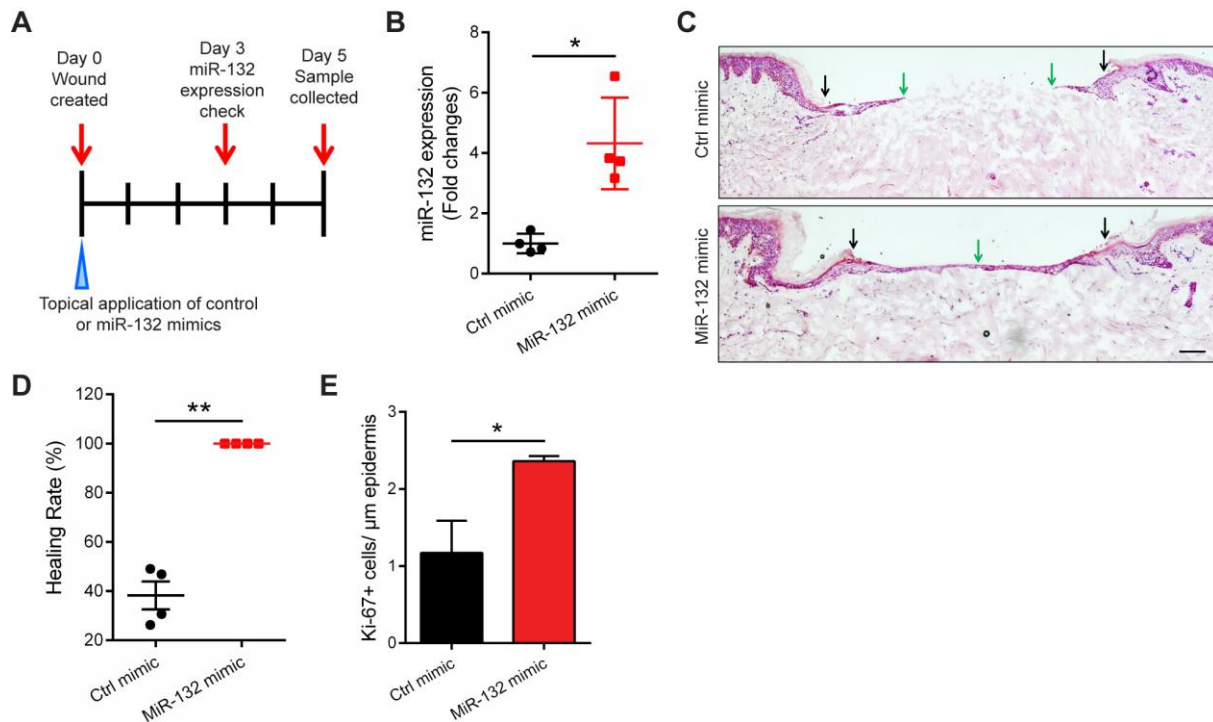 A
Day 0
Wound
created
Day 3
miR-132
expression
check
Day 5
Sample
collected
Topical application of control
or miR-132 mimics
B
miR-132 expression
(Fold changes)
8
6
4
2
0
*
Ctrl mimic
MiR-132 mimic
C
Ctrl mimic
MiR-132 mimic
D
Healing Rate (%)
120
100
80
60
40
20
**
Ctrl mimic
MiR-132 mimic
E
Ki-67+ cells/ μm epidermis
3
2
1
0
*
Ctrl mimic
MiR-132 mimic